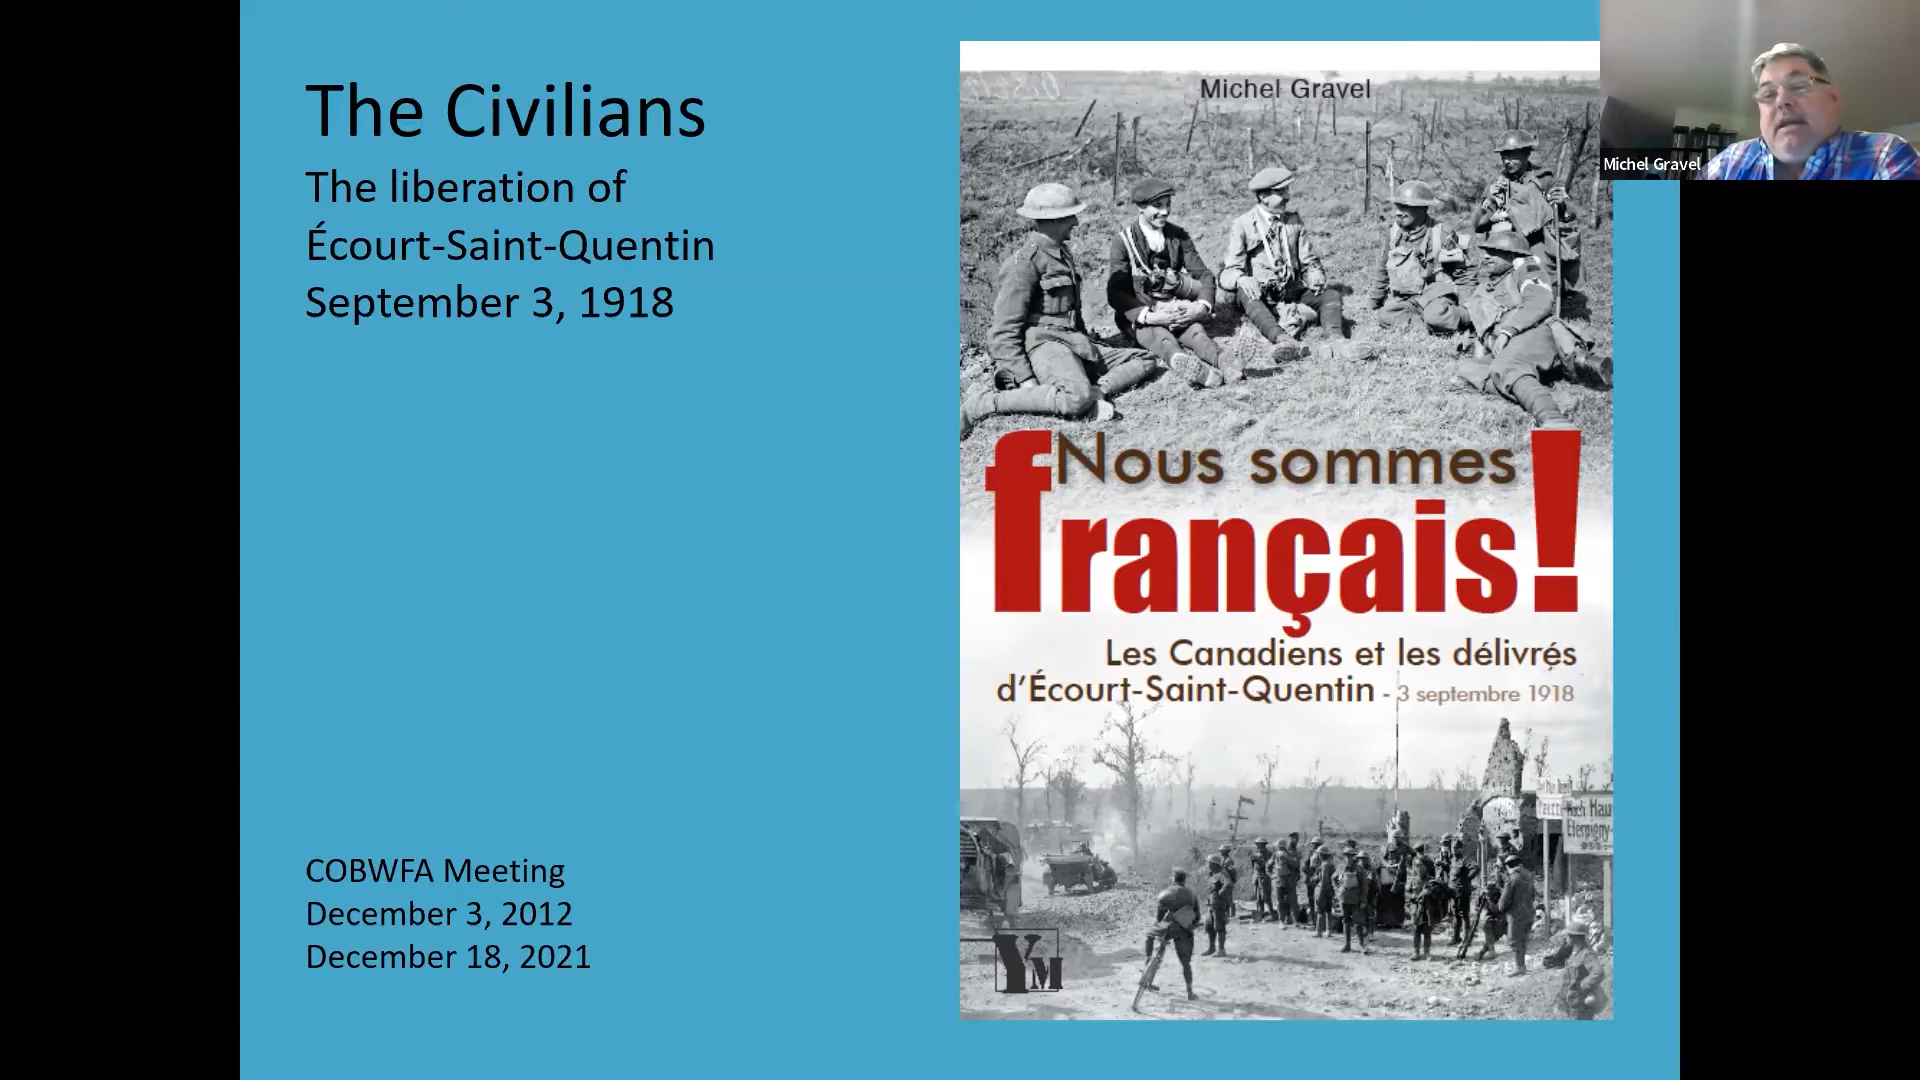 The Civilians
The liberation of
Écourt-Saint-Quentin
September 3, 1918
COBWFA Meeting
December 3, 2012
December 18, 2021
Michel Gravel
Nous sommes
français!
Les Canadiens et les délivrés
d'Écourt-Saint-Quentin - 3 septembre 1918
Hau
Eterpigny
YM
Michel Gravel